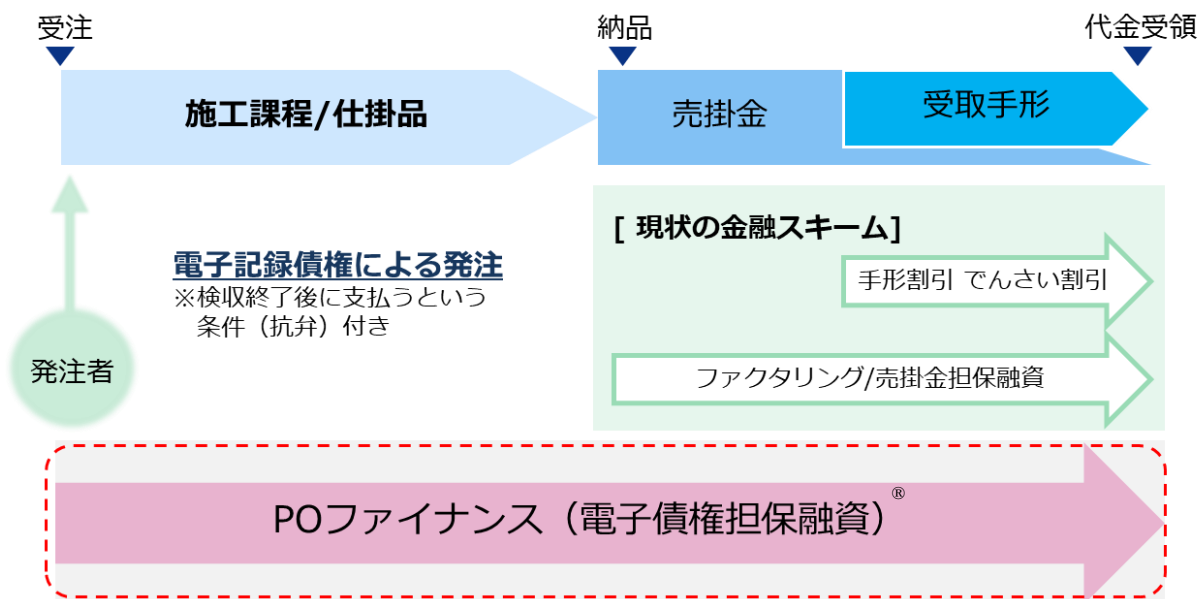 受注
納品
代金受領
施工課程/仕掛品
売掛金
受取手形
[ 現状の金融スキーム]
電子記録債権による発注
※検収終了後に支払うという
条件（抗弁）付き
手形割引 でんさい割引
発注者
ファクタリング/売掛金担保融資
POファイナンス（電子債権担保融資）®